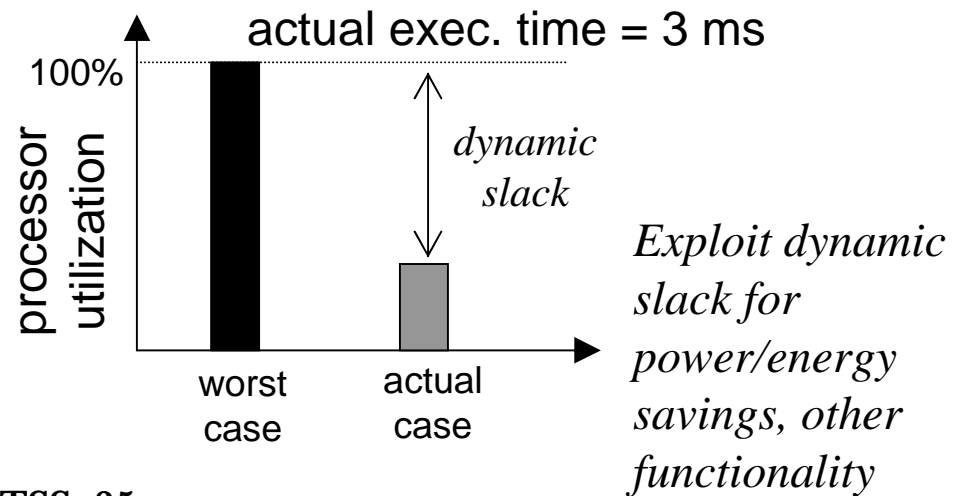 actual exec. time = 3 ms
100%
processor
utilization
dynamic
slack
worst
case
actual
case
Exploit dynamic
slack for
power/energy
savings, other
functionality